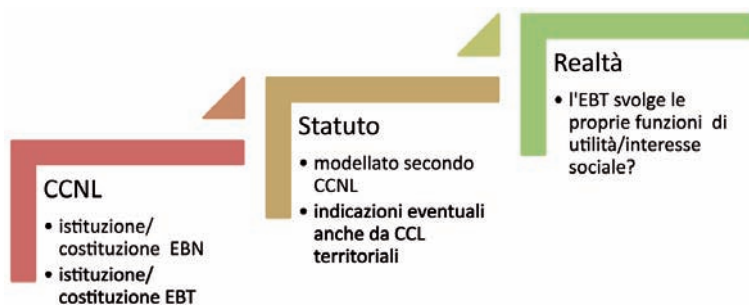 CCNL
• istituzione/
costituzione EBN
• istituzione/
costituzione EBT
Statuto
• modellato secondo
CCNL
• indicazioni eventuali
anche da CCL
territoriali
Realtà
• l'EBT svolge le
proprie funzioni di
utilità/interesse
sociale?